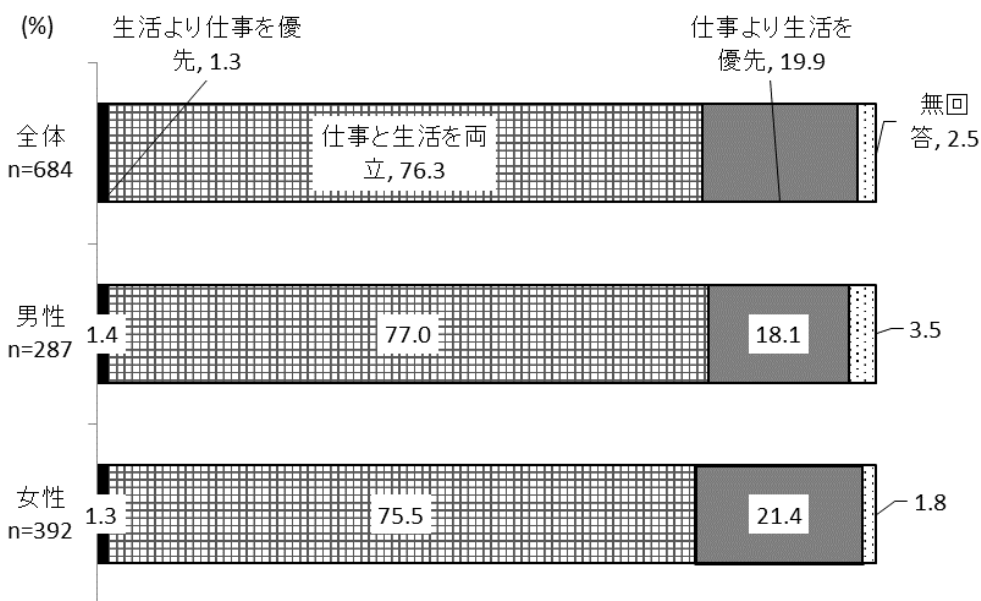 (%)
生活より仕事を優
先, 1.3
仕事より生活を
優先, 19.9
全体
n=684
仕事と生活を両
立, 76.3
無回
答, 2.5
男性
n=287
1.4
77.0
18.1
3.5
女性
n=392
1.3
75.5
21.4
1.8